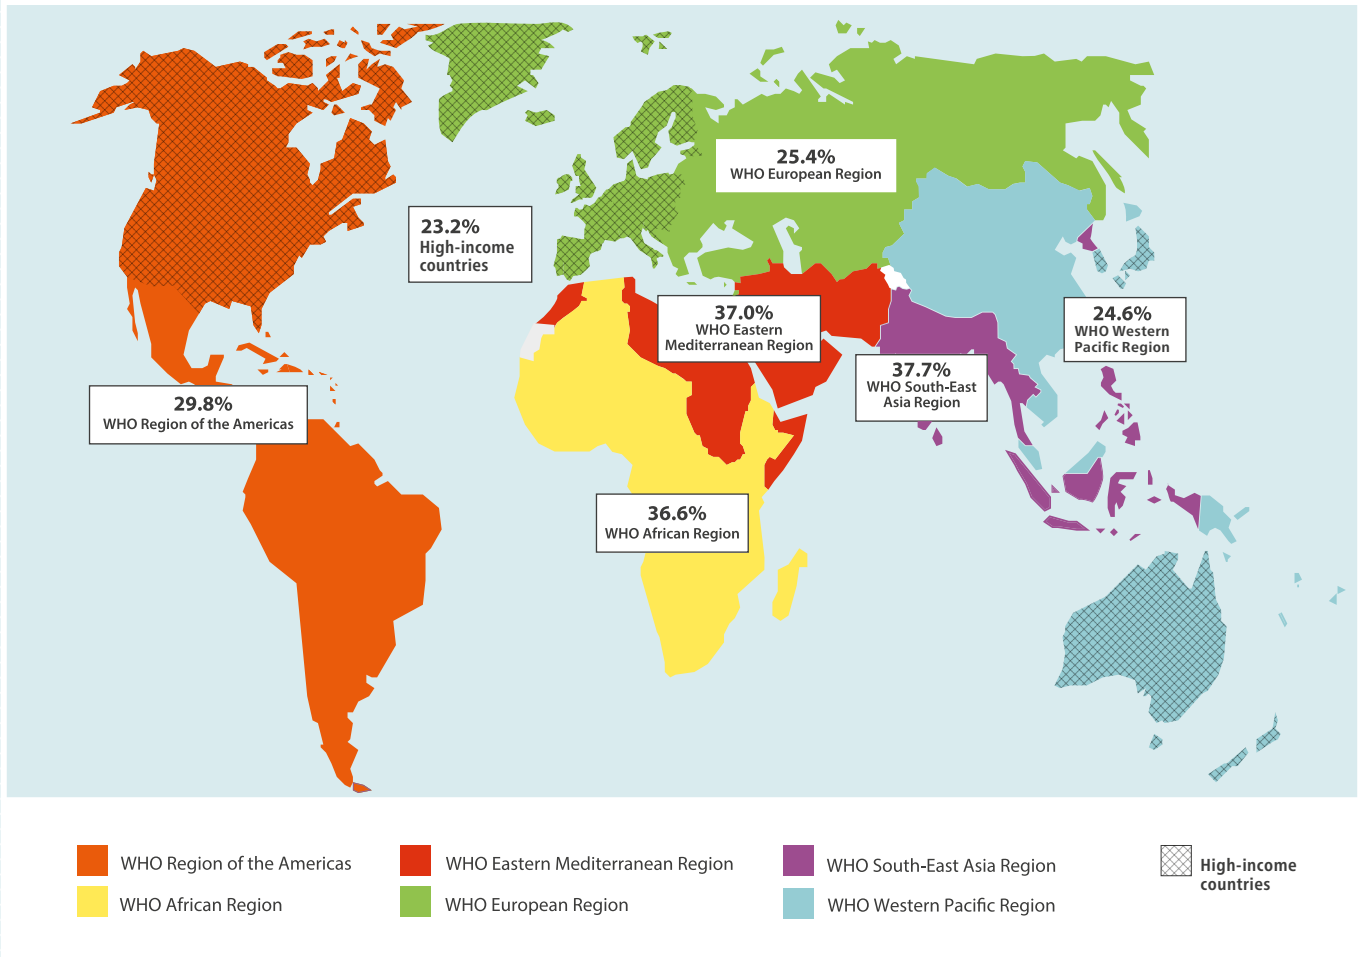 25.4%
WHO European Region
23.2%
High-income
countries
37.0%
WHO Eastern
Mediterranean Region
24.6%
WHO Western
Pacific Region
37.7%
WHO South-East
Asia Region
29.8%
WHO Region of the Americas
36.6%
WHO African Region
WHO Region of the Americas
WHO Eastern Mediterranean Region
WHO South-East Asia Region
High-income
countries
WHO African Region
WHO European Region
WHO Western Pacific Region